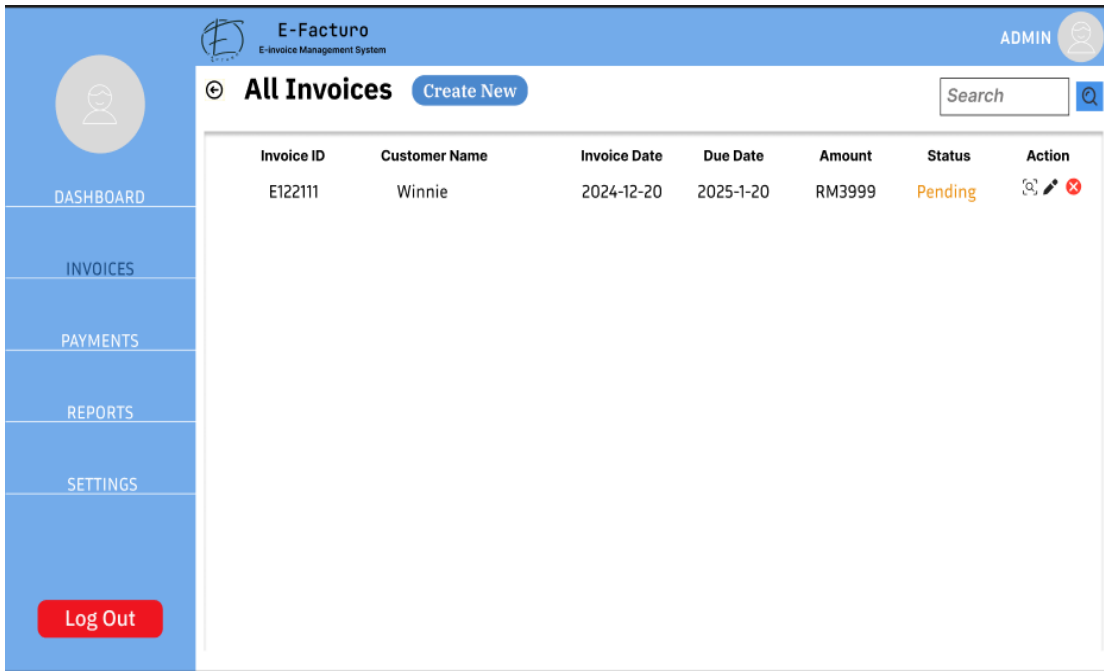 E-Facturo
E-invoice Management System
ADMIN
All Invoices Create New
Search
Invoice ID Customer Name Invoice Date Due Date Amount Status Action
E122111 Winnie 2024-12-20 2025-1-20 RM3999 Pending
DASHBOARD
INVOICES
PAYMENTS
REPORTS
SETTINGS
Log Out